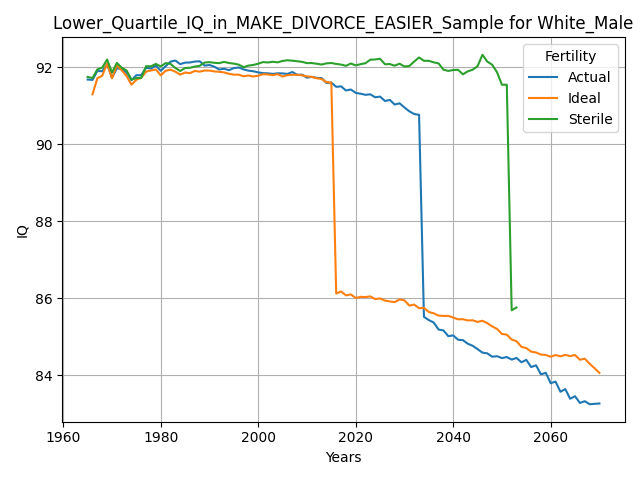 Lower_Quartile_IQ_in_MAKE_DIVORCE_EASIER_Sample for White_Male
Fertility
Actual
Ideal
Sterile
IQ
92
90
88
86
84
1960
1980
2000
2020
2040
2060
Years